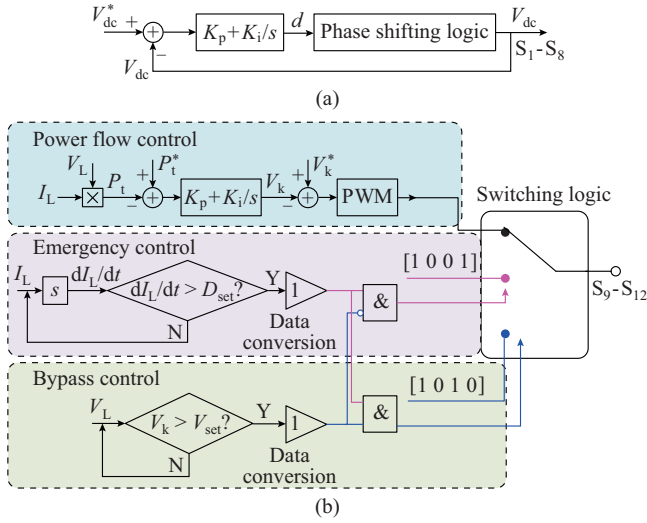 V*dc + − Kp+Ki/s d Phase shifting logic Vdc
S1−S8
Vdc
(a)
Power flow control
VL Pt P*t
IL × − + + Kp+Ki/s Vk − + + V*k PWM
Switching logic
S9−S12
Emergency control
IL s dIL/dt dIL/dt > Dset? Y 1 & [1 0 0 1]
N
Data
conversion
Bypass control
VL Vk > Vset? Y 1 & [1 0 1 0]
N
Data
conversion
(b)